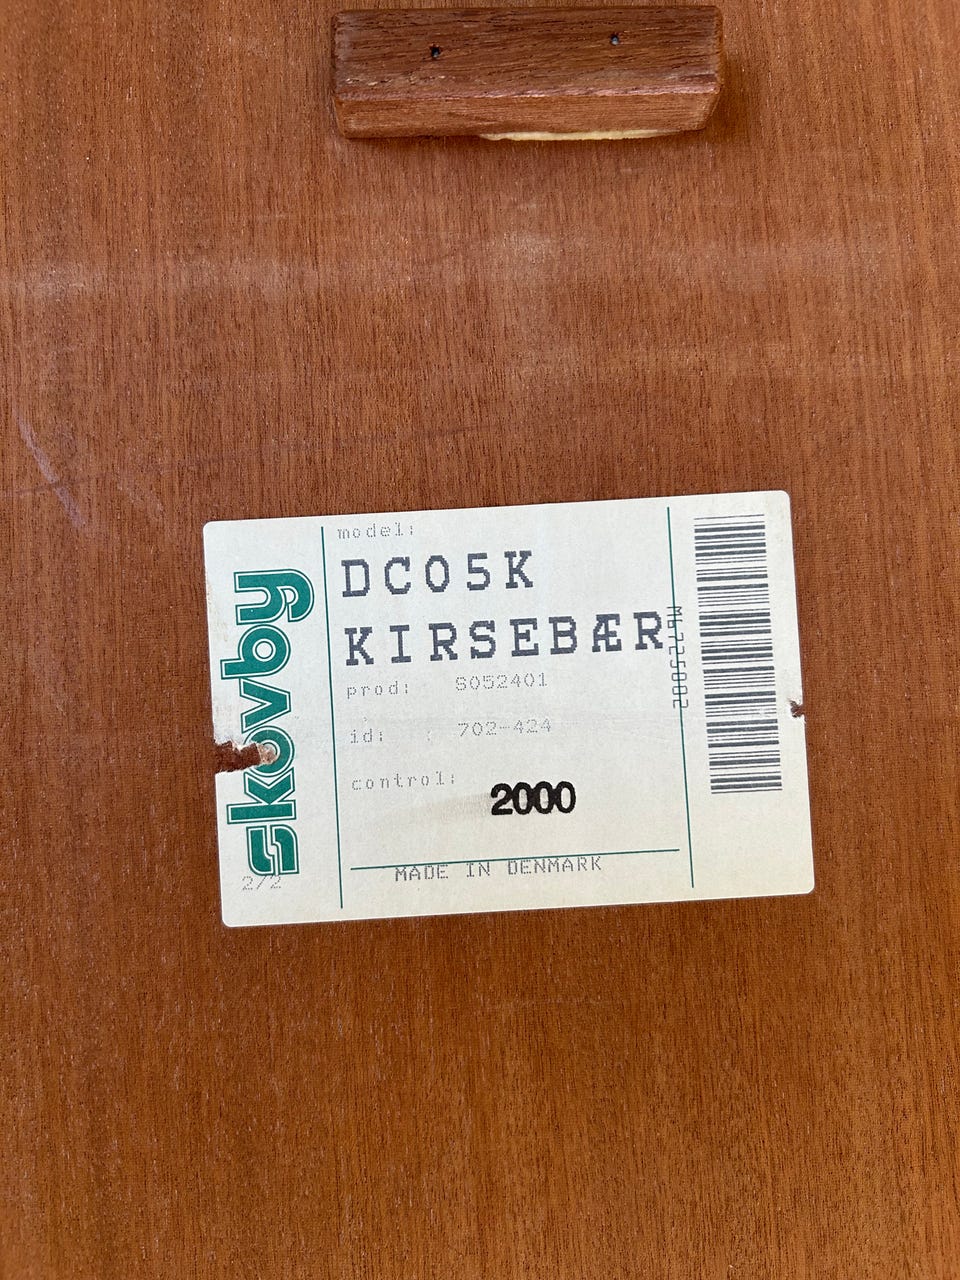 skovby
2/2
model:
DC05K
KIRSEBÆR
prod: S052401
id: : 702-424
control:
2000
MADE IN DENMARK